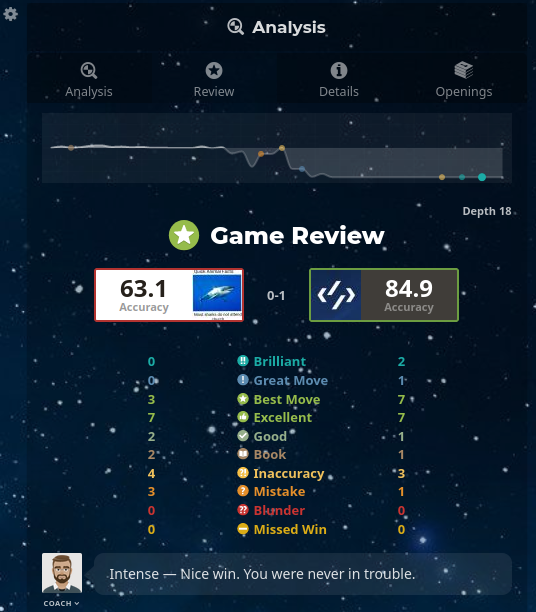 Analysis
Analysis
Review
Details
Openings
Depth 18
Game Review
63.1
Accuracy
Quick Animal Facts
Most sharks do not attend church
0-1
84.9
Accuracy
0 Brilliant 2
0 Great Move 1
3 Best Move 7
7 Excellent 7
2 Good 1
2 Book 1
4 Inaccuracy 3
3 Mistake 1
0 Blunder 0
0 Missed Win 0
Intense — Nice win. You were never in trouble.
COACH